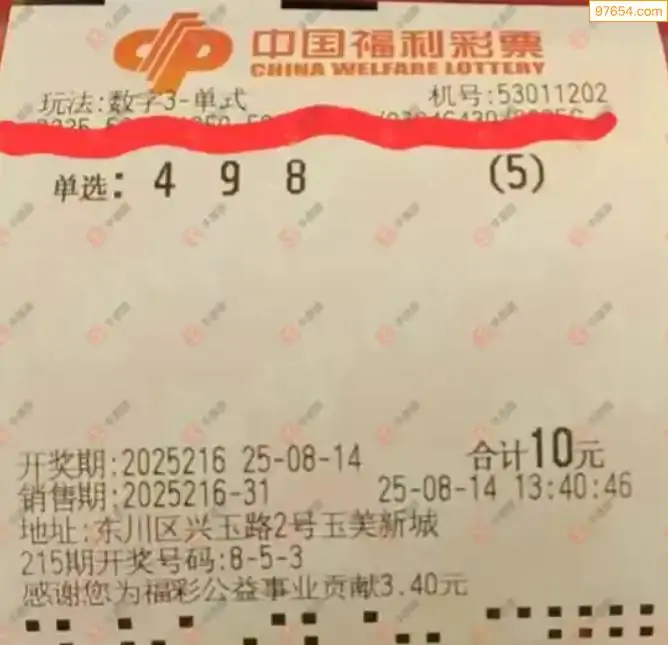 97654.com
中国福利彩票
CHINA WELFARE LOTTERY
玩法:数字3-单式 机号:53011202
单选: 4 9 8 (5)
开奖期:2025216 25-08-14 合计10元
销售期:2025216-31 25-08-14 13:40:46
地址:东川区兴玉路2号玉美新城
215期开奖号码:8-5-3
感谢您为福彩公益事业贡献3.40元